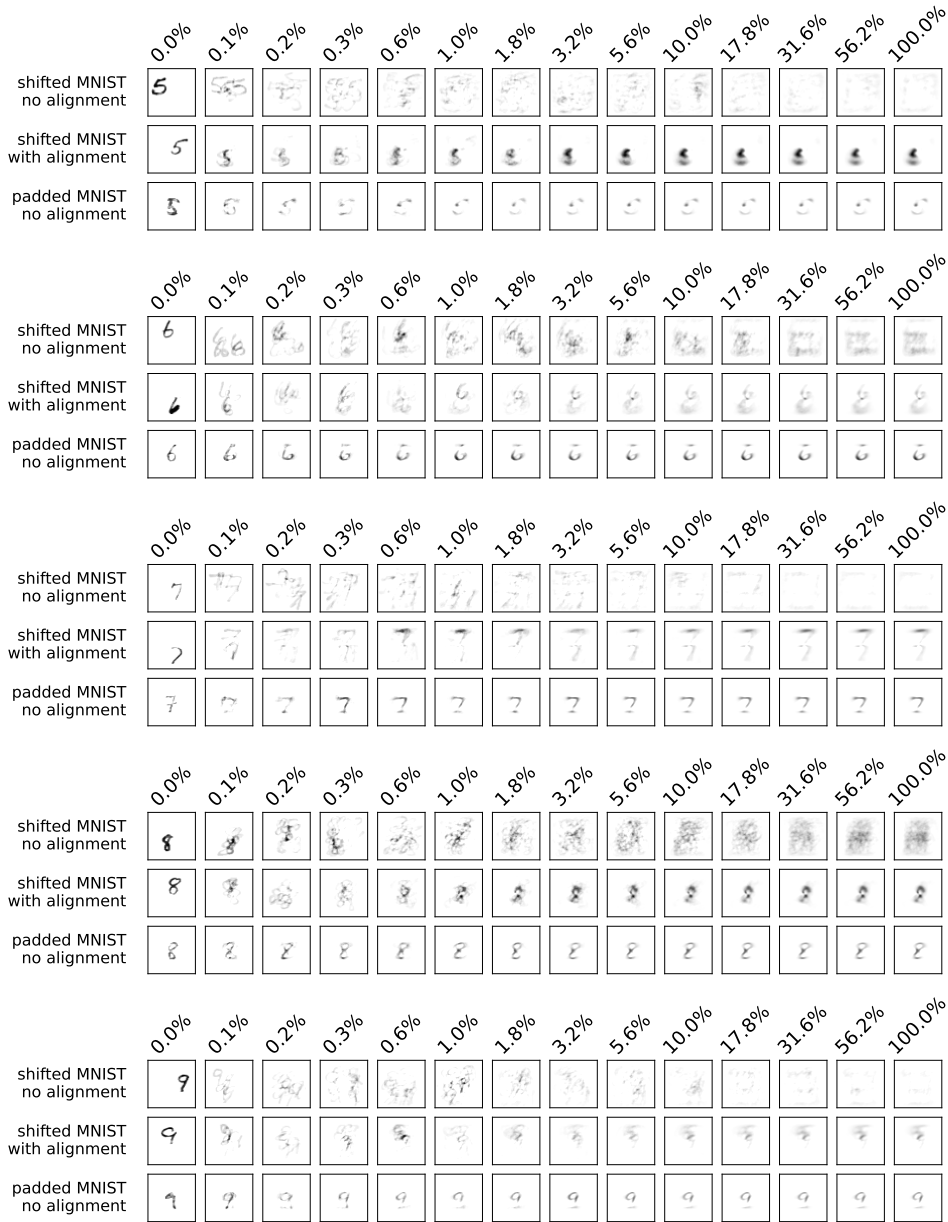 0.0% 0.1% 0.2% 0.3% 0.6% 1.0% 1.8% 3.2% 5.6% 10.0% 17.8% 31.6% 56.2% 100.0%
shifted MNIST
no alignment
shifted MNIST
with alignment
padded MNIST
no alignment
0.0% 0.1% 0.2% 0.3% 0.6% 1.0% 1.8% 3.2% 5.6% 10.0% 17.8% 31.6% 56.2% 100.0%
shifted MNIST
no alignment
shifted MNIST
with alignment
padded MNIST
no alignment
0.0% 0.1% 0.2% 0.3% 0.6% 1.0% 1.8% 3.2% 5.6% 10.0% 17.8% 31.6% 56.2% 100.0%
shifted MNIST
no alignment
shifted MNIST
with alignment
padded MNIST
no alignment
0.0% 0.1% 0.2% 0.3% 0.6% 1.0% 1.8% 3.2% 5.6% 10.0% 17.8% 31.6% 56.2% 100.0%
shifted MNIST
no alignment
shifted MNIST
with alignment
padded MNIST
no alignment
0.0% 0.1% 0.2% 0.3% 0.6% 1.0% 1.8% 3.2% 5.6% 10.0% 17.8% 31.6% 56.2% 100.0%
shifted MNIST
no alignment
shifted MNIST
with alignment
padded MNIST
no alignment